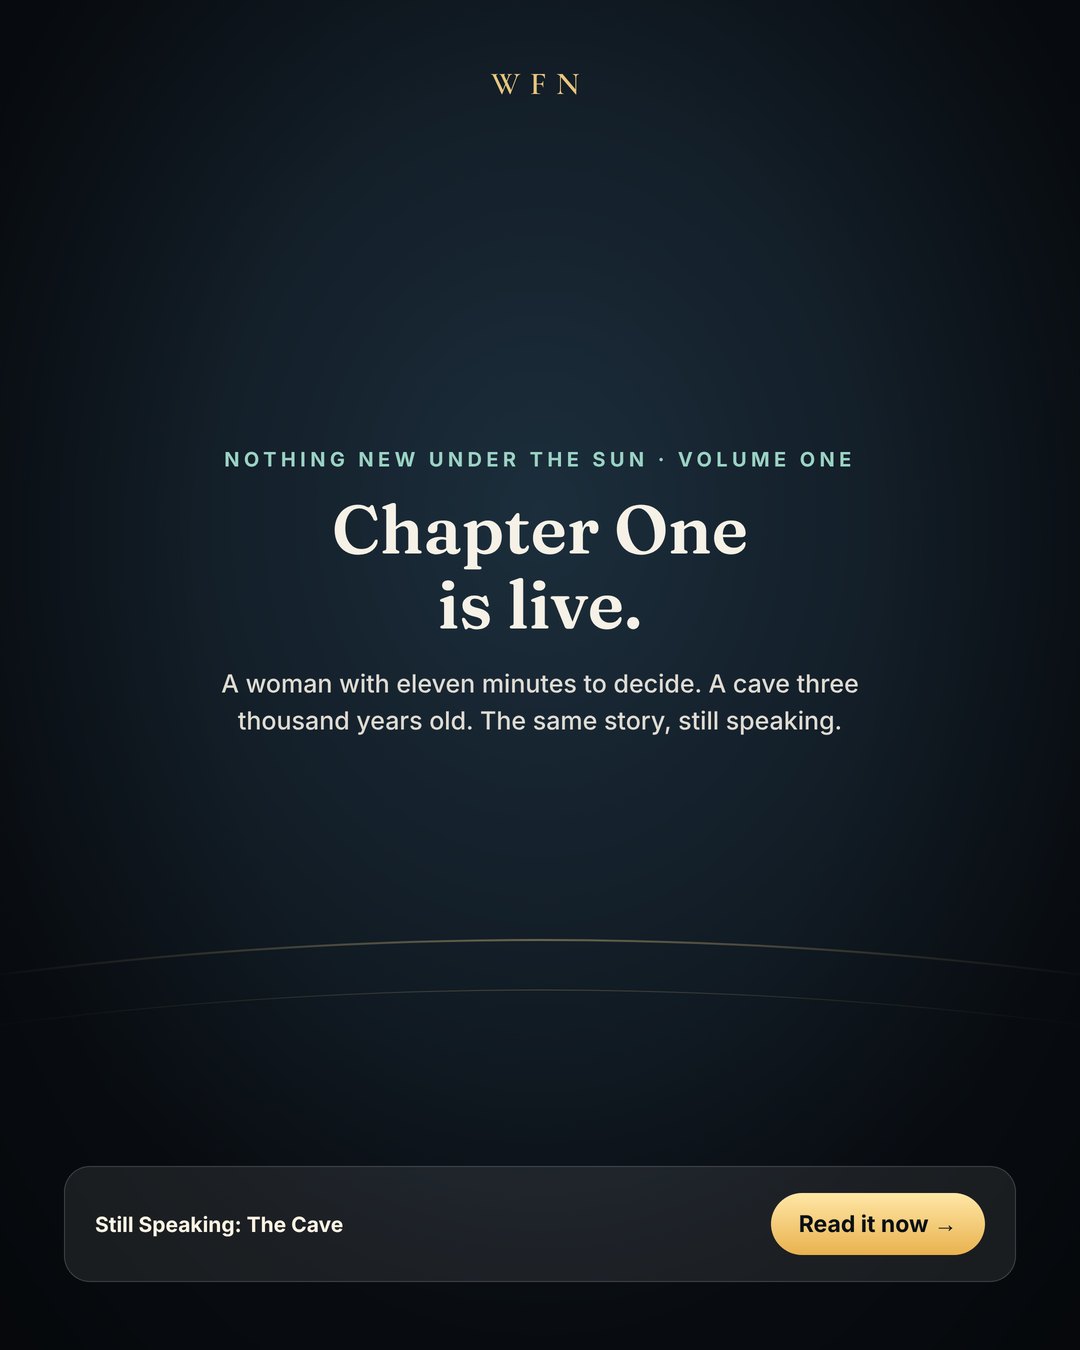 W F N
NOTHING NEW UNDER THE SUN · VOLUME ONE
Chapter One
is live.
A woman with eleven minutes to decide. A cave three
thousand years old. The same story, still speaking.
Still Speaking: The Cave
Read it now →